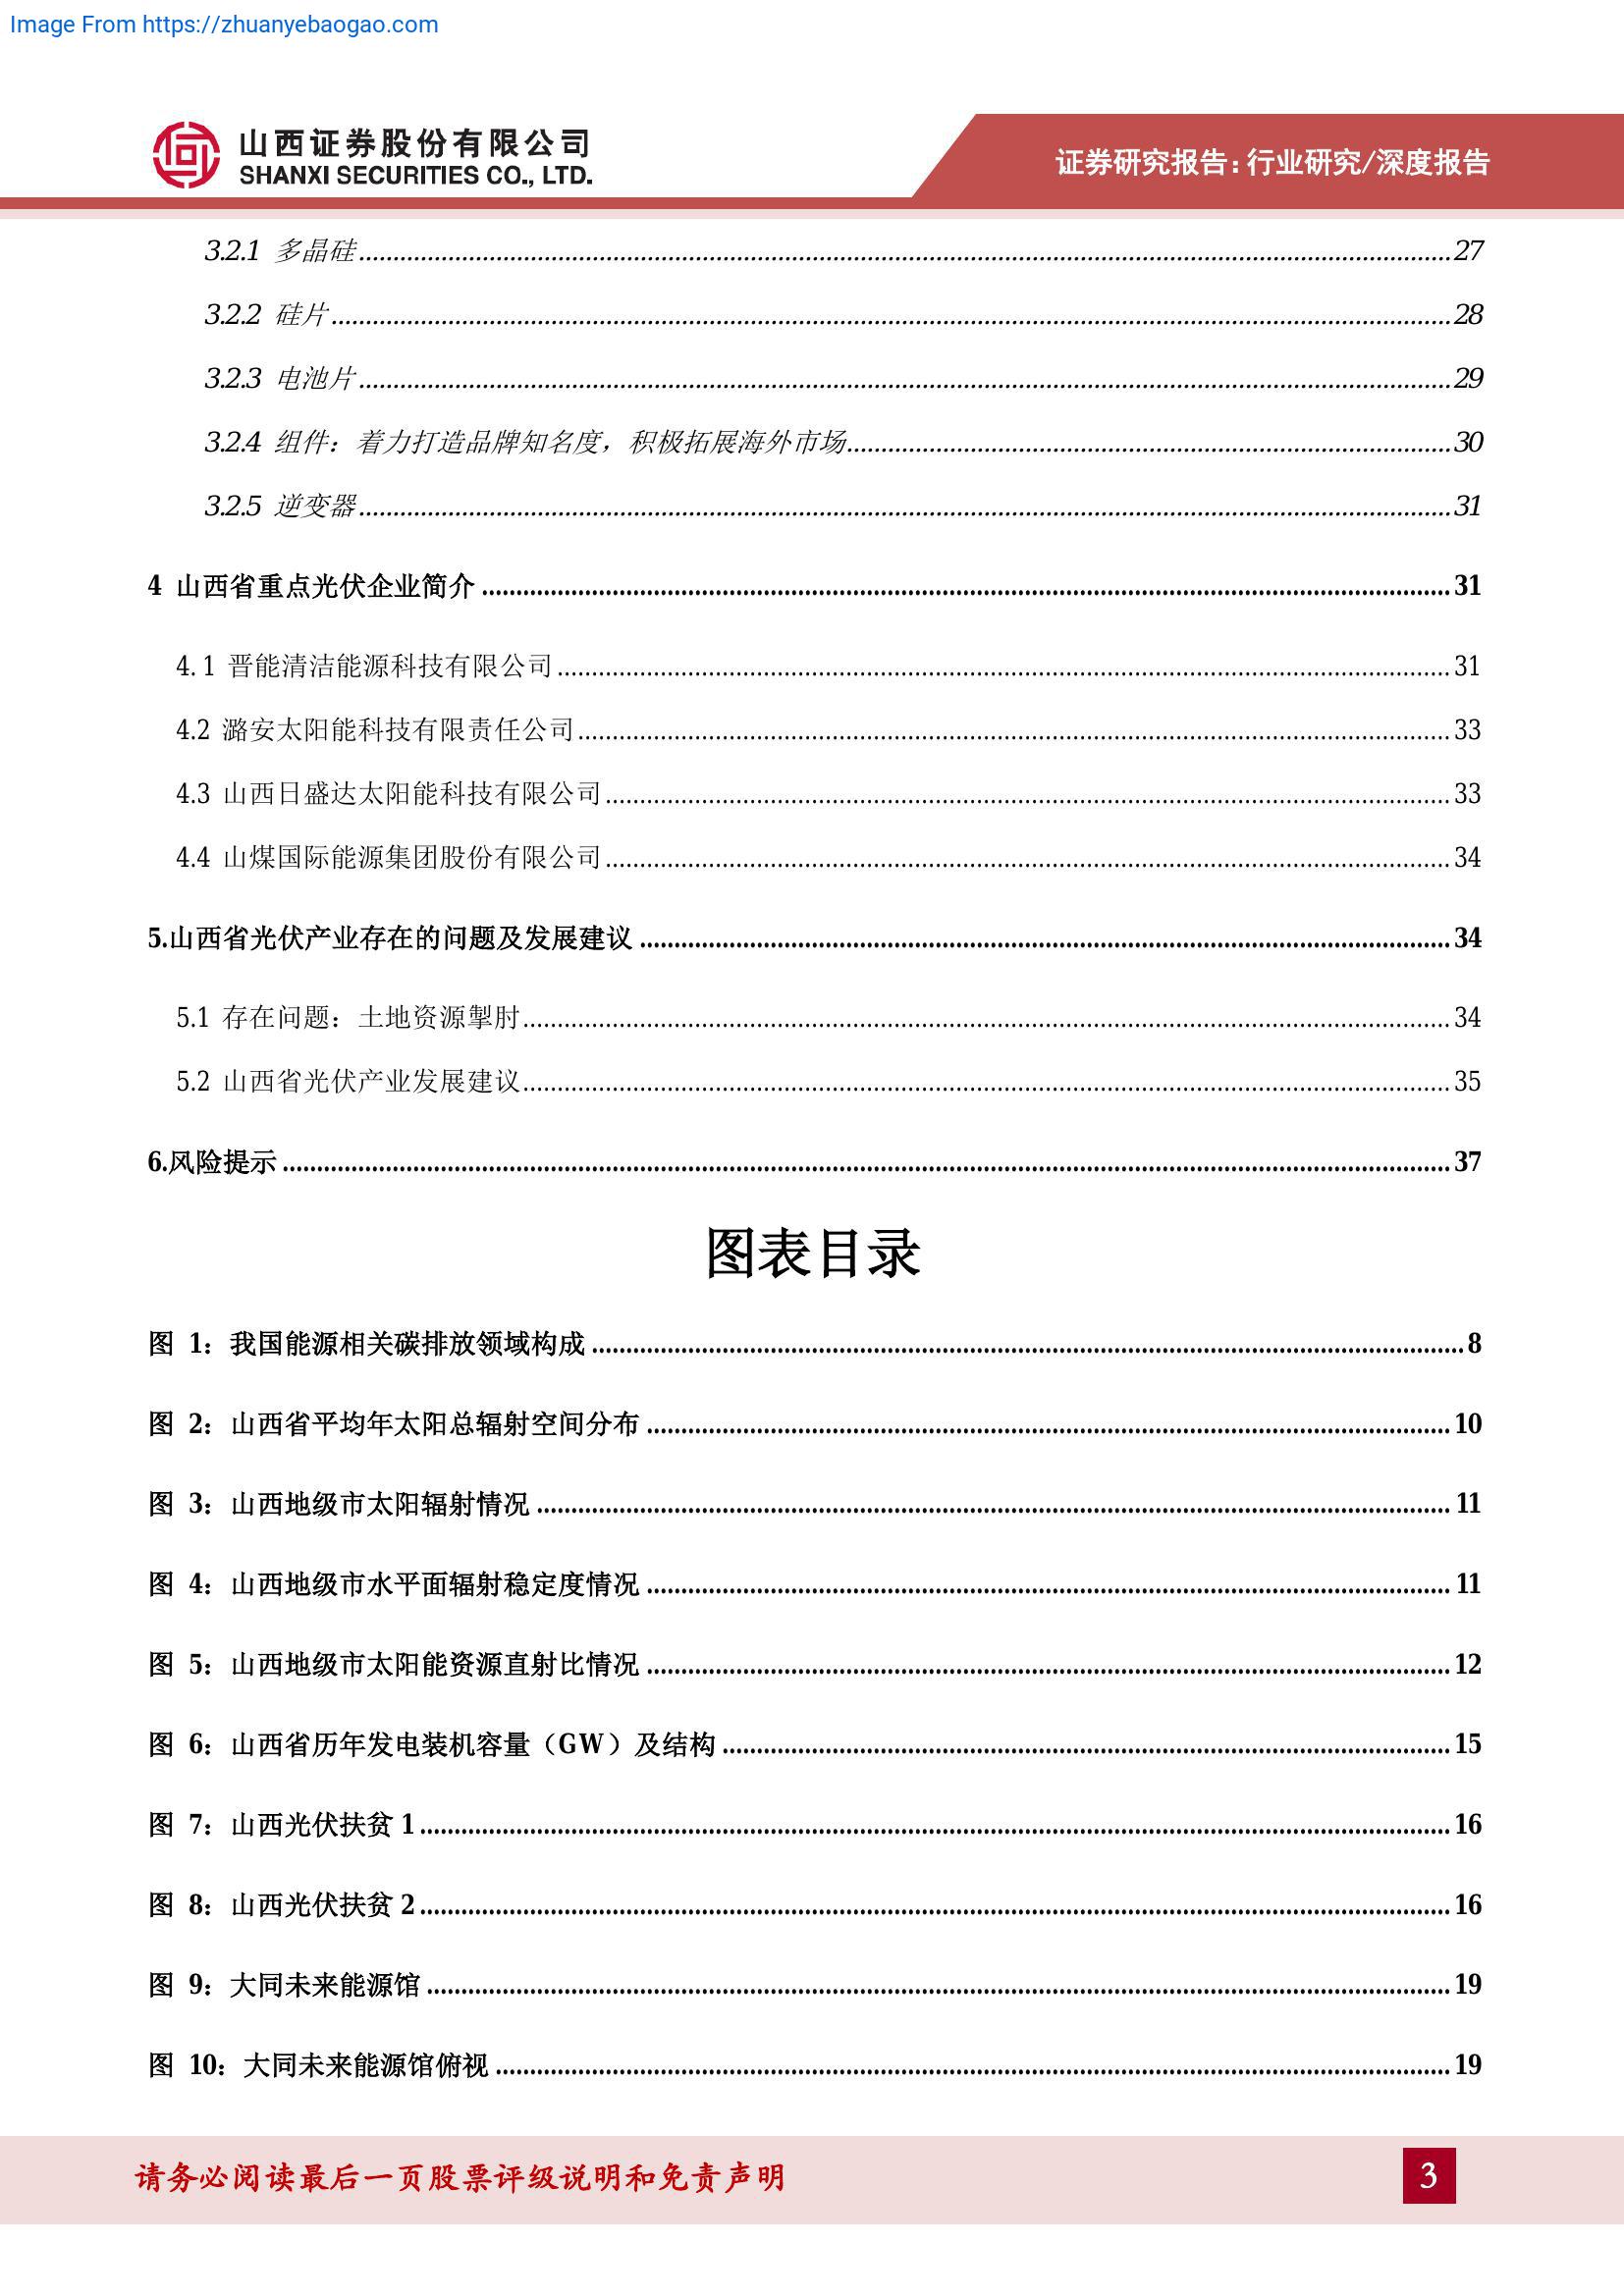 Image From https://zhuanyebaogao.com
山西证券股份有限公司
SHANXI SECURITIES CO., LTD.
证券研究报告:行业研究/深度报告
3.2.1 多晶硅 27
3.2.2 硅片 28
3.2.3 电池片 29
3.2.4 组件：着力打造品牌知名度，积极拓展海外市场 30
3.2.5 逆变器 31
4 山西省重点光伏企业简介 31
4. 1 晋能清洁能源科技有限公司 31
4.2 潞安太阳能科技有限责任公司 33
4.3 山西日盛达太阳能科技有限公司 33
4.4 山煤国际能源集团股份有限公司 34
5.山西省光伏产业存在的问题及发展建议 34
5.1 存在问题：土地资源掣肘 34
5.2 山西省光伏产业发展建议 35
6.风险提示 37
图表目录
图 1：我国能源相关碳排放领域构成 8
图 2：山西省平均年太阳总辐射空间分布 10
图 3：山西地级市太阳辐射情况 11
图 4：山西地级市水平面辐射稳定度情况 11
图 5：山西地级市太阳能资源直射比情况 12
图 6：山西省历年发电装机容量（GW）及结构 15
图 7：山西光伏扶贫 1 16
图 8：山西光伏扶贫 2 16
图 9：大同未来能源馆 19
图 10：大同未来能源馆俯视 19
请务必阅读最后一页股票评级说明和免责声明
3